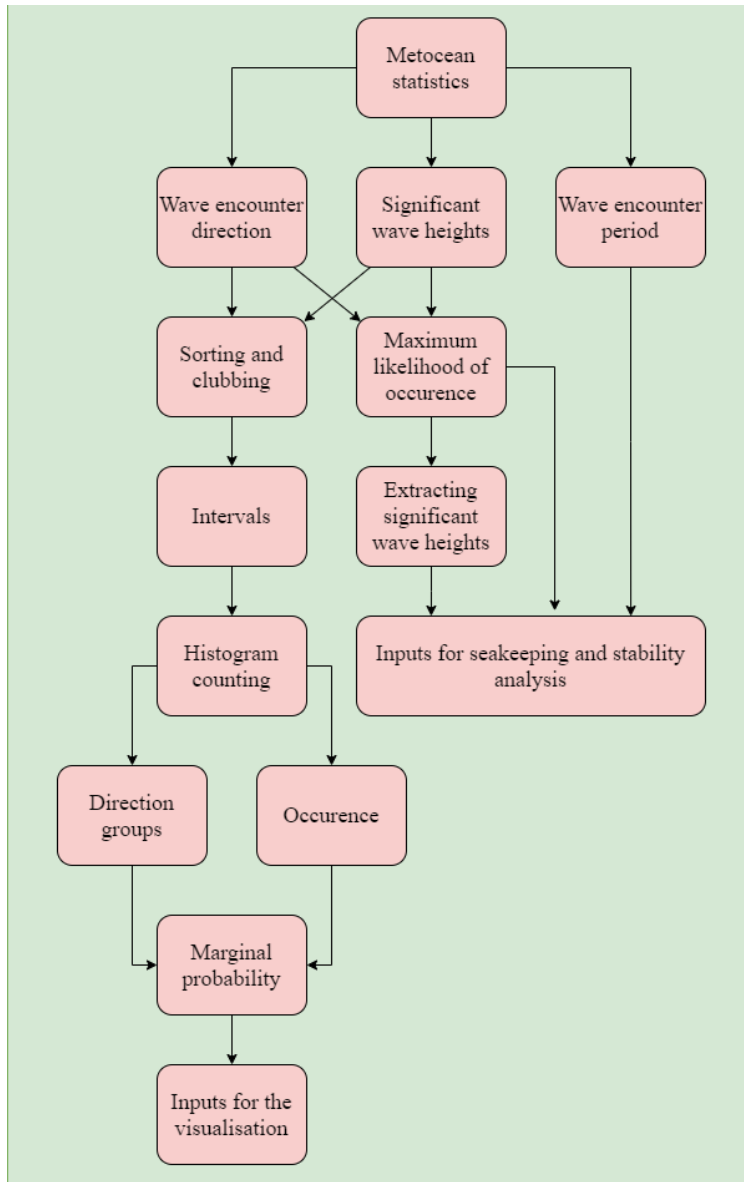 Metocean
statistics
Wave encounter
direction
Significant
wave heights
Wave encounter
period
Sorting and
clubbing
Maximum
likelihood of
occurence
Intervals
Extracting
significant
wave heights
Histogram
counting
Inputs for seakeeping and stability
analysis
Direction
groups
Occurence
Marginal
probability
Inputs for the
visualisation